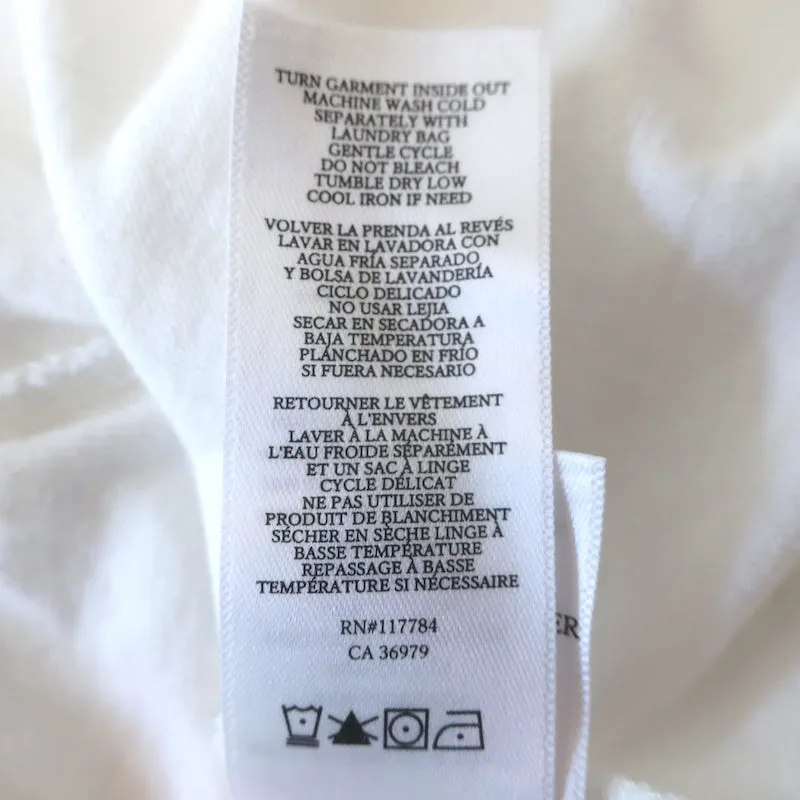 TURN GARMENT INSIDE OUT
MACHINE WASH COLD
SEPARATELY WITH
LAUNDRY BAG
GENTLE CYCLE
DO NOT BLEACH
TUMBLE DRY LOW
COOL IRON IF NEED
VOLVER LA PRENDA AL REVÉS
LAVAR EN LAVADORA CON
AGUA FRÍA SEPARADO
Y BOLSA DE LAVANDERÍA
CICLO DELICADO
NO USAR LEJIA
SECAR EN SECADORA A
BAJA TEMPERATURA
PLANCHADO EN FRÍO
SI FUERA NECESARIO
RETOURNER LE VÊTEMENT
À L'ENVERS
LAVER À LA MACHINE À
L'EAU FROIDE SÉPARÉMENT
ET UN SAC À LINGE
CYCLE DÉLICAT
NE PAS UTILISER DE
PRODUIT DE BLANCHIMENT
SÉCHER EN SÈCHE LINGE À
BASSE TEMPÉRATURE
REPASSAGE À BASSE
TEMPÉRATURE SI NÉCESSAIRE
RN#117784
CA 36979